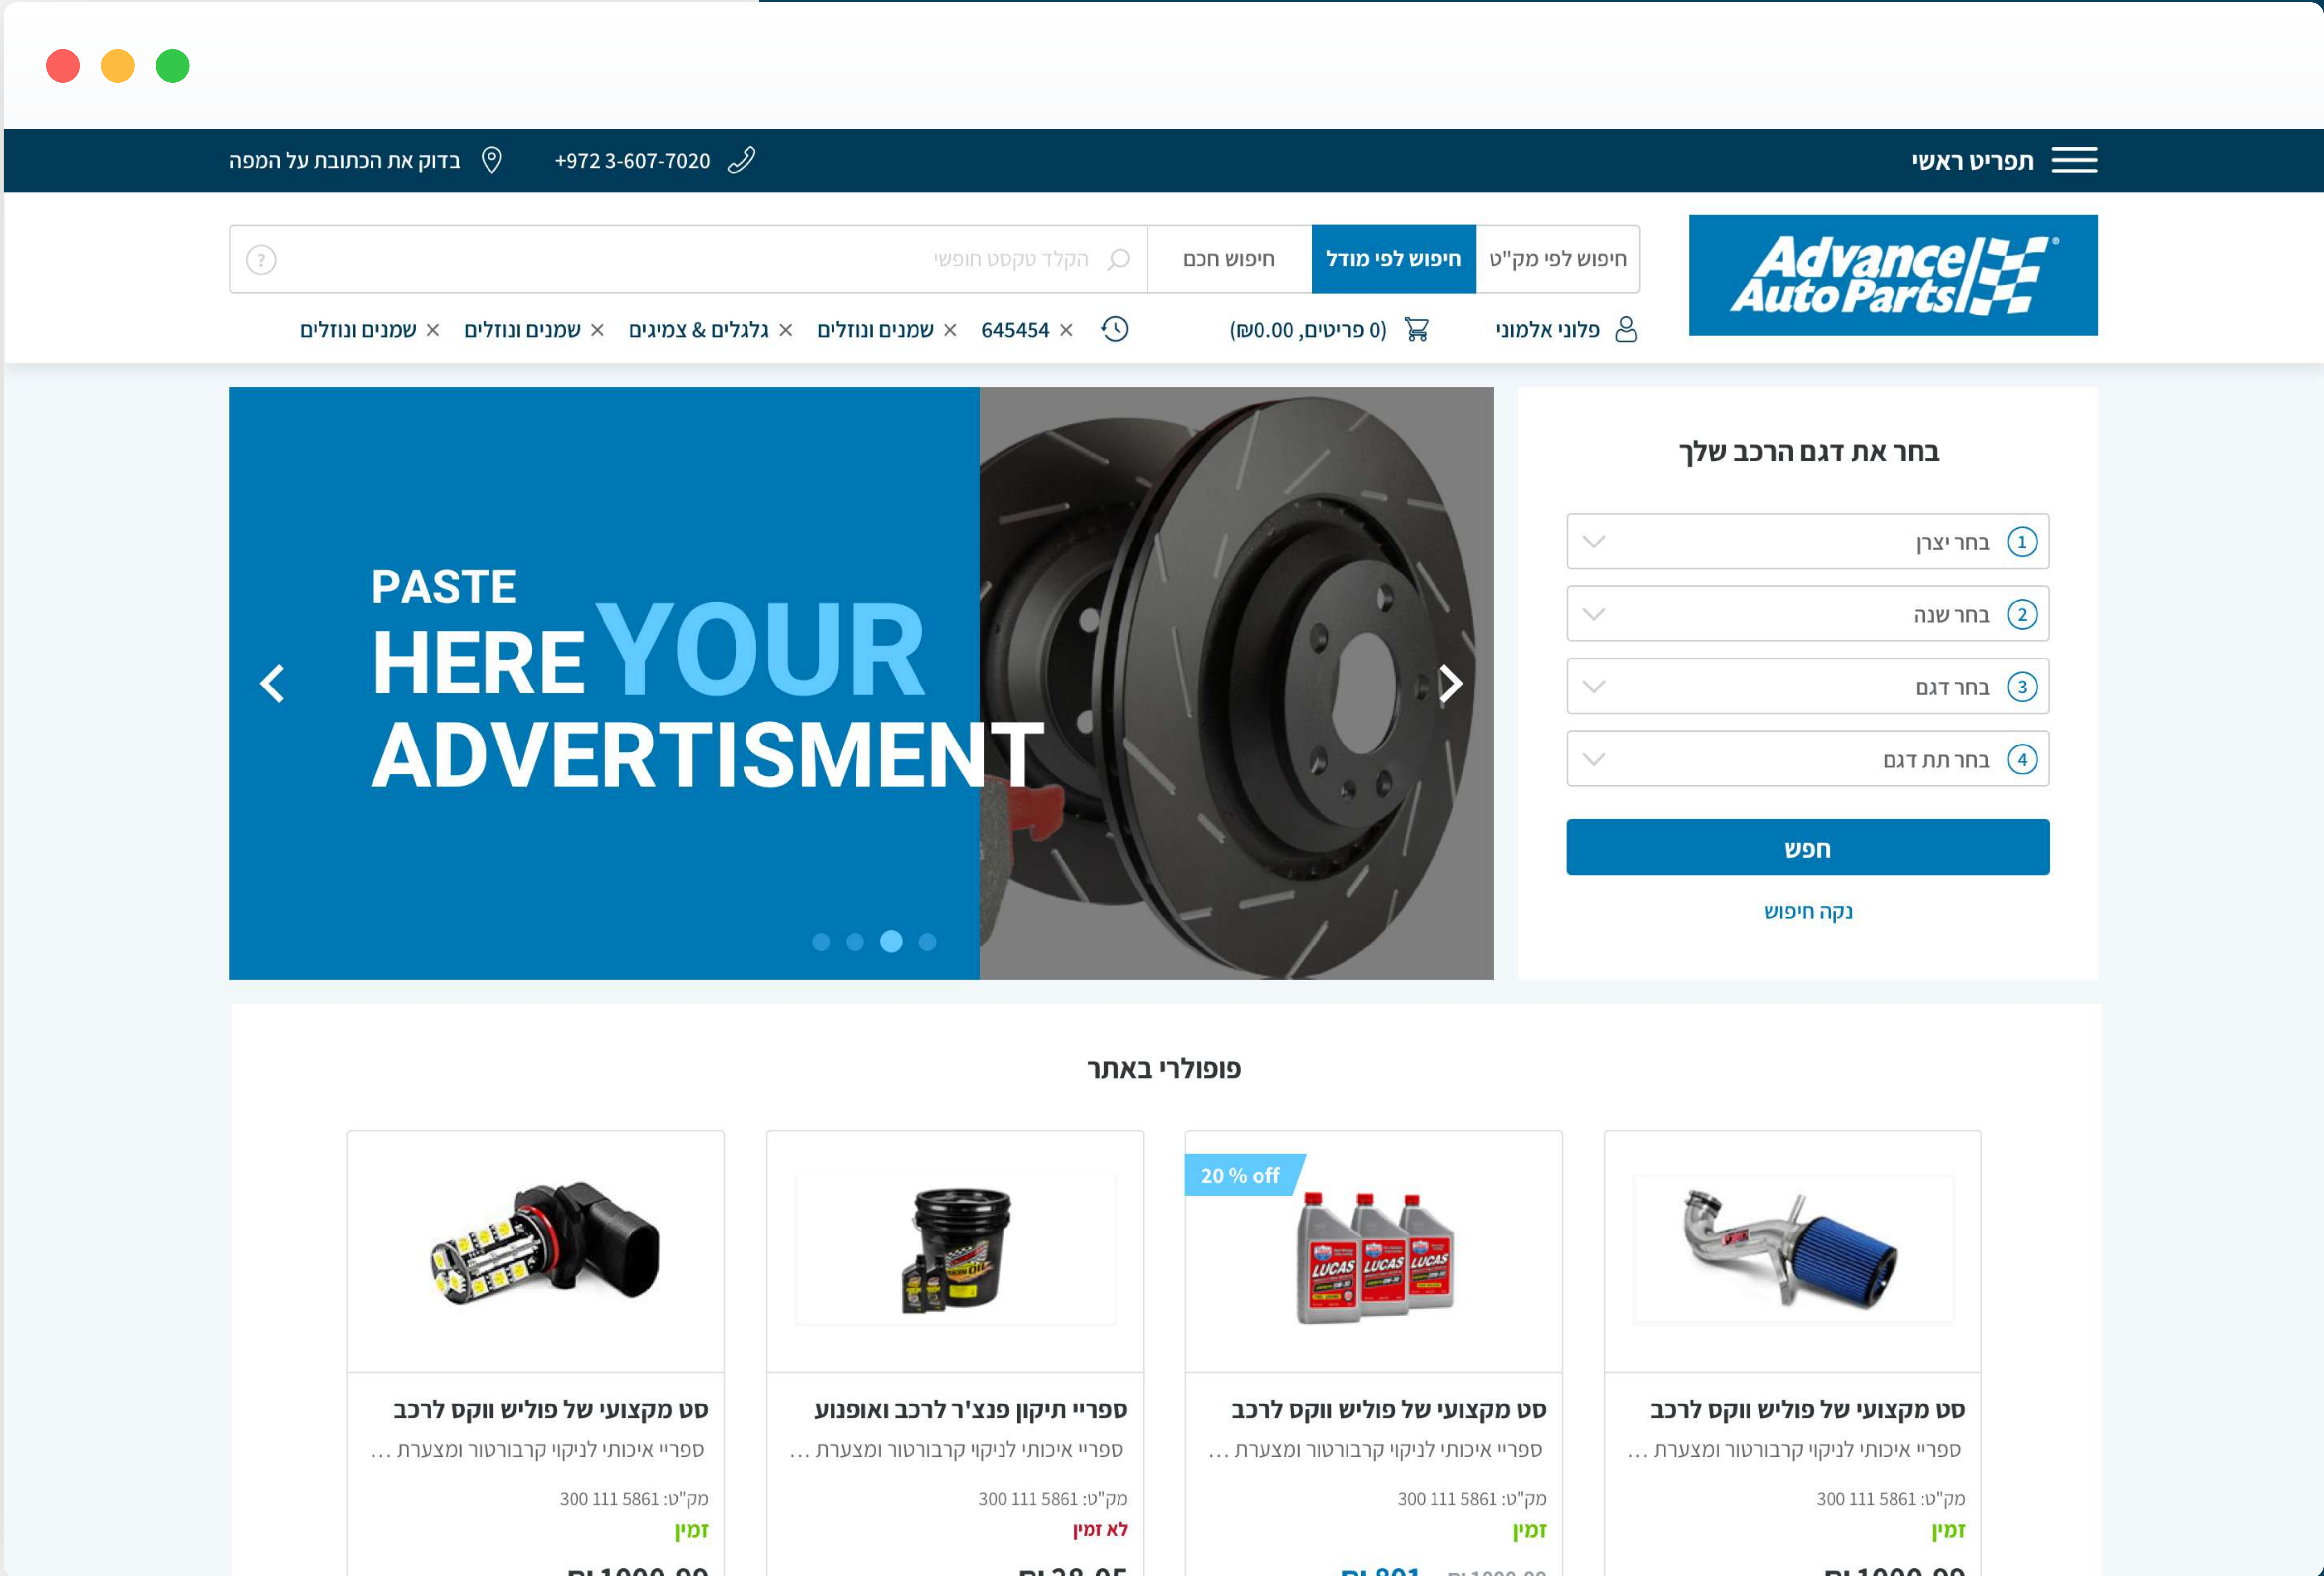 תפריט ראשי
+972 3-607-7020
בדוק את הכתובת על המפה
Advance
Auto Parts
®
חיפוש לפי מק"ט
חיפוש לפי מודל
חיפוש חכם
הקלד טקסט חופשי
?
פלוני אלמוני
(0 פריטים, ₪0.00)
× 645454
× שמנים ונוזלים
× גלגלים & צמיגים
× שמנים ונוזלים
× שמנים ונוזלים
בחר את דגם הרכב שלך
1 בחר יצרן
2 בחר שנה
3 בחר דגם
4 בחר תת דגם
חפש
נקה חיפוש
PASTE
HERE YOUR
ADVERTISMENT
פופולרי באתר
סט מקצועי של פוליש ווקס לרכב
ספריי איכותי לניקוי קרבורטור ומצערת ...
מק"ט: 300 111 5861
זמין
20 % off
LUCAS LUCAS LUCAS
סט מקצועי של פוליש ווקס לרכב
ספריי איכותי לניקוי קרבורטור ומצערת ...
מק"ט: 300 111 5861
זמין
OIL
ספריי תיקון פנצ'ר לרכב ואופנוע
ספריי איכותי לניקוי קרבורטור ומצערת ...
מק"ט: 300 111 5861
לא זמין
סט מקצועי של פוליש ווקס לרכב
ספריי איכותי לניקוי קרבורטור ומצערת ...
מק"ט: 300 111 5861
זמין